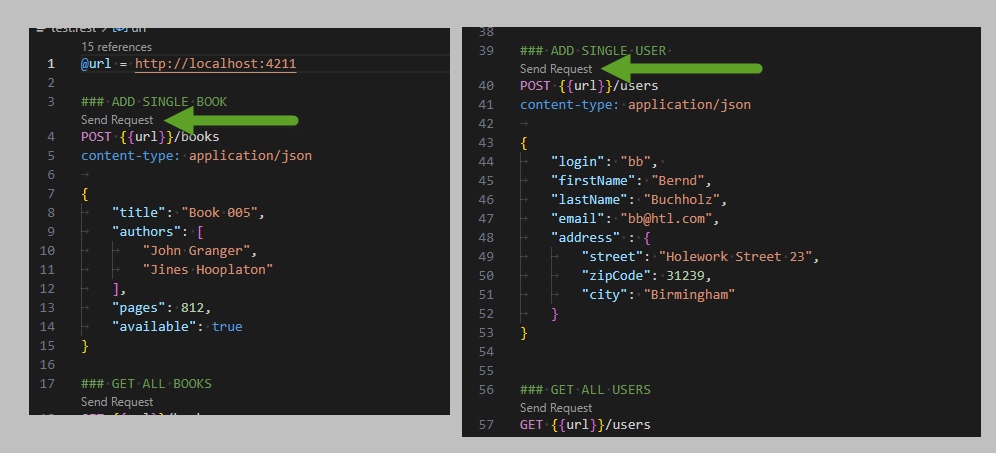 test.rest > url
15 references
1 @url = http://localhost:4211
2
3 ### ADD SINGLE BOOK
Send Request
4 POST {{url}}/books
5 content-type: application/json
6
7 {
8 "title": "Book 005",
9 "authors": [
10 "John Granger",
11 "Jines Hooplaton"
12 ],
13 "pages": 812,
14 "available": true
15 }
16
17 ### GET ALL BOOKS
Send Request
38
39 ### ADD SINGLE USER
Send Request
40 POST {{url}}/users
41 content-type: application/json
42
43 {
44 "login": "bb",
45 "firstName": "Bernd",
46 "lastName": "Buchholz",
47 "email": "bb@htl.com",
48 "address" : {
49 "street": "Holework Street 23",
50 "zipCode": 31239,
51 "city": "Birmingham"
52 }
53 }
54
55
56 ### GET ALL USERS
Send Request
57 GET {{url}}/users